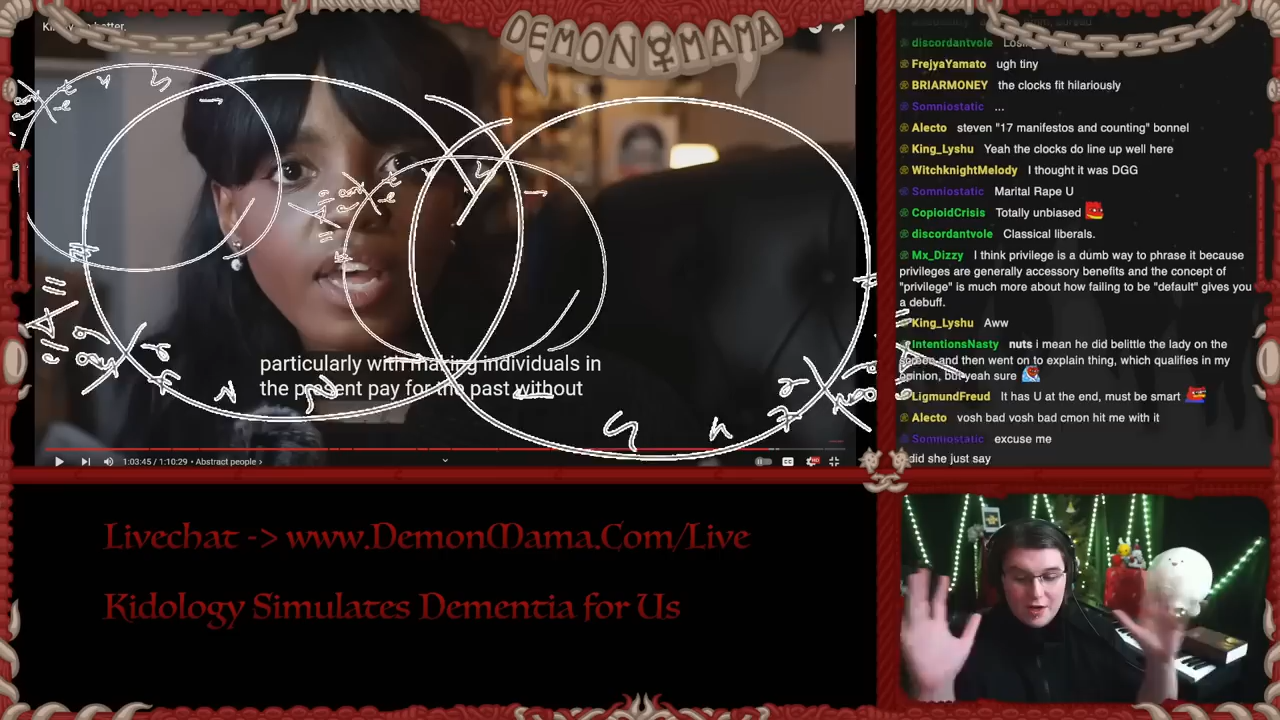 DEMON MAMA
particularly with making individuals in
the present pay for the past without
1:03:45 / 1:10:29 • Abstract people ›
discordantvole
FrejyaYamato ugh tiny
BRIARMONEY the clocks fit hilariously
Somniostatic ...
Alecto steven "17 manifestos and counting" bonnel
King_Lyshu Yeah the clocks do line up well here
WitchknightMelody I thought it was DGG
Somniostatic Marital Rape U
CopioidCrisis Totally unbiased
discordantvole Classical liberals.
Mx_Dizzy I think privilege is a dumb way to phrase it because
privileges are generally accessory benefits and the concept of
"privilege" is much more about how failing to be "default" gives you
a debuff.
King_Lyshu Aww
IntentionsNasty nuts i mean he did belittle the lady on the
screen and then went on to explain thing, which qualifies in my
opinion, but yeah sure
LigmundFreud It has U at the end, must be smart
Alecto vosh bad vosh bad cmon hit me with it
Somniostatic excuse me
did she just say
Livechat -> www.DemonMama.Com/Live
Kidology Simulates Dementia for Us